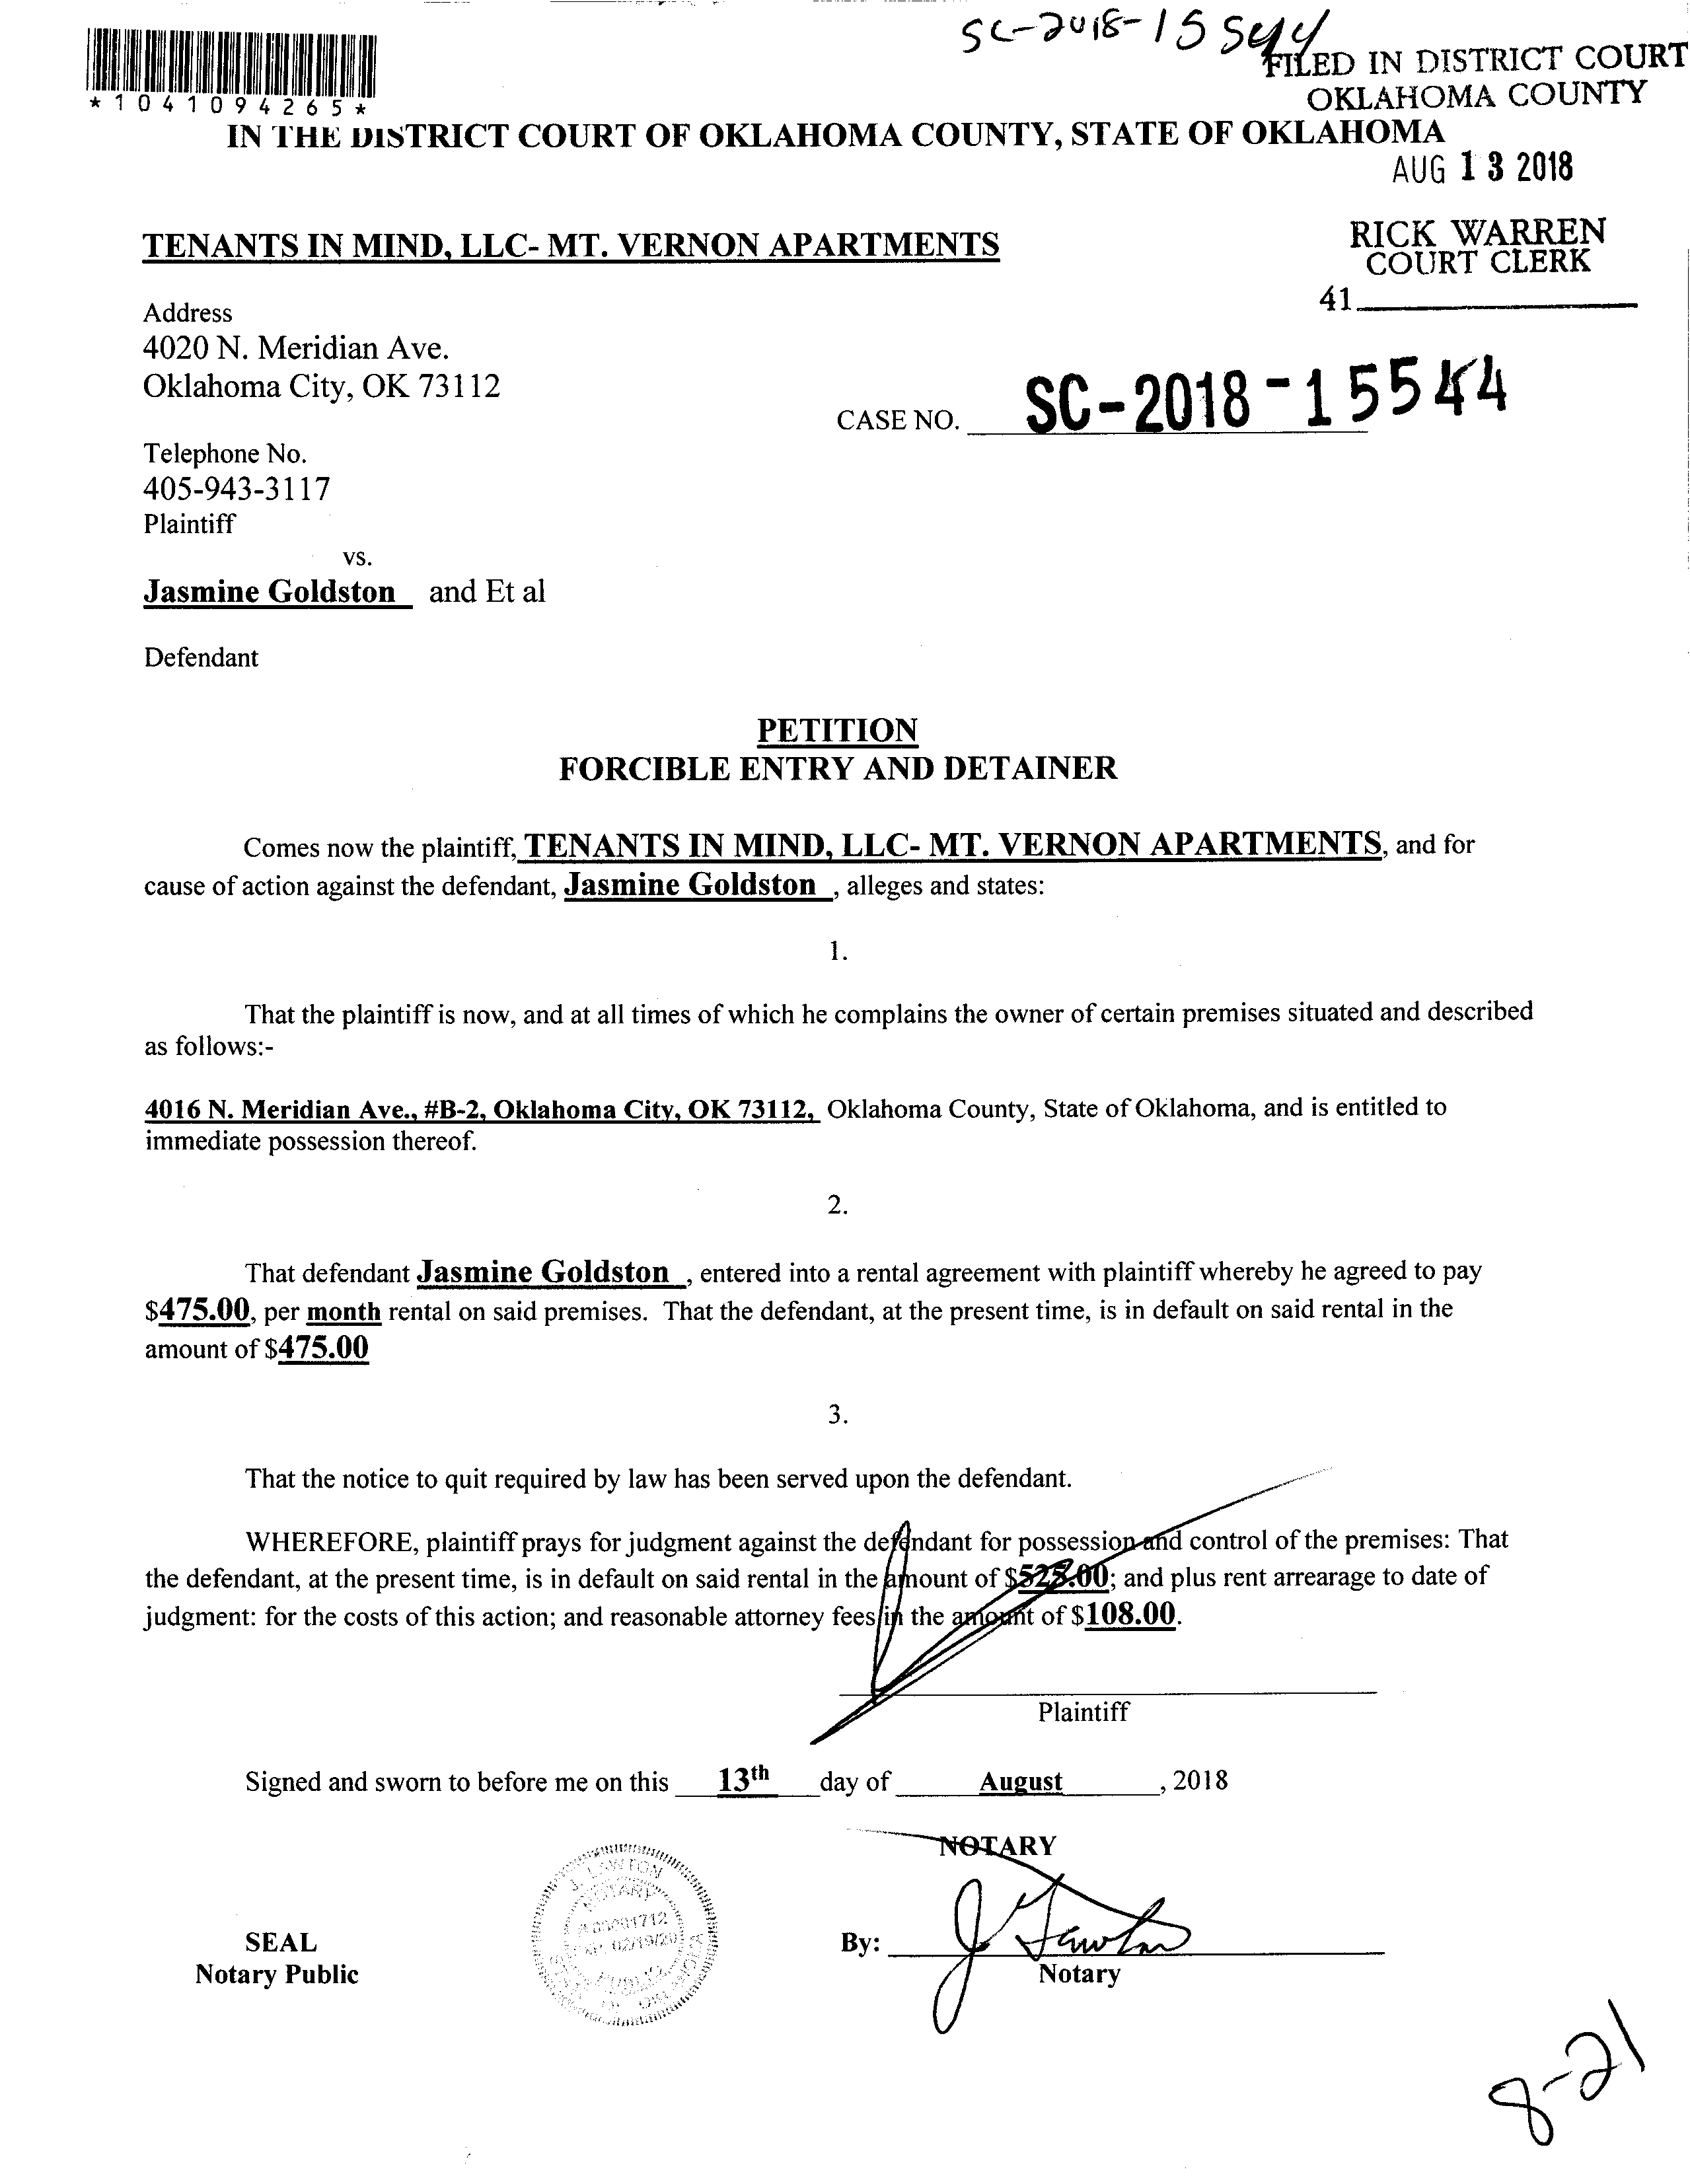 SC-2018-15544
FILED IN DISTRICT COURT
OKLAHOMA COUNTY
*1041094265*
IN THE DISTRICT COURT OF OKLAHOMA COUNTY, STATE OF OKLAHOMA
AUG 13 2018
RICK WARREN
COURT CLERK
41
TENANTS IN MIND, LLC- MT. VERNON APARTMENTS
Address
4020 N. Meridian Ave.
Oklahoma City, OK 73112
CASE NO. SC-2018-15544
Telephone No.
405-943-3117
Plaintiff
vs.
Jasmine Goldston and Et al
Defendant
PETITION
FORCIBLE ENTRY AND DETAINER
Comes now the plaintiff, TENANTS IN MIND, LLC- MT. VERNON APARTMENTS, and for
cause of action against the defendant, Jasmine Goldston , alleges and states:
1.
That the plaintiff is now, and at all times of which he complains the owner of certain premises situated and described
as follows:-
4016 N. Meridian Ave., #B-2, Oklahoma City, OK 73112, Oklahoma County, State of Oklahoma, and is entitled to
immediate possession thereof.
2.
That defendant Jasmine Goldston , entered into a rental agreement with plaintiff whereby he agreed to pay
$475.00, per month rental on said premises. That the defendant, at the present time, is in default on said rental in the
amount of $475.00
3.
That the notice to quit required by law has been served upon the defendant.
WHEREFORE, plaintiff prays for judgment against the defendant for possession and control of the premises: That
the defendant, at the present time, is in default on said rental in the amount of $525.00; and plus rent arrearage to date of
judgment: for the costs of this action; and reasonable attorney fees in the amount of $108.00.
Plaintiff
Signed and sworn to before me on this 13th day of August , 2018
NOTARY
J. LAWTON
NOTARY
PUBLIC
SEAL
Notary Public
By: J Lawton
Notary
8-21